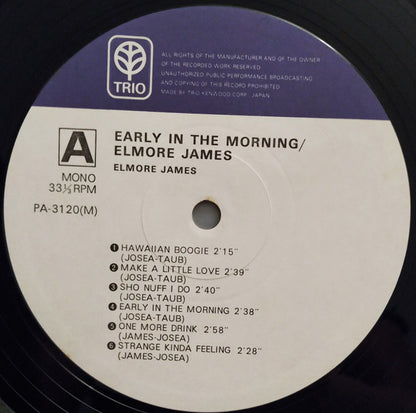 TRIO
ALL RIGHTS OF THE MANUFACTURER AND OF THE OWNER
OF THE RECORDED WORK RESERVED
UNAUTHORIZED PUBLIC PERFORMANCE BROADCASTING
AND COPYING OF THIS RECORD PROHIBITED
MADE BY TRIO KENWOOD CORP. JAPAN
A
MONO
33⅓ RPM
PA-3120(M)
EARLY IN THE MORNING/
ELMORE JAMES
ELMORE JAMES
1 HAWAIIAN BOOGIE 2'15"
(JOSEA-TAUB)
2 MAKE A LITTLE LOVE 2'39"
(JOSEA-TAUB)
3 SHO NUFF I DO 2'40"
(JOSEA-TAUB)
4 EARLY IN THE MORNING 2'38"
(JOSEA-TAUB)
5 ONE MORE DRINK 2'58"
(JAMES-JOSEA)
6 STRANGE KINDA FEELING 2'28"
(JAMES-JOSEA)